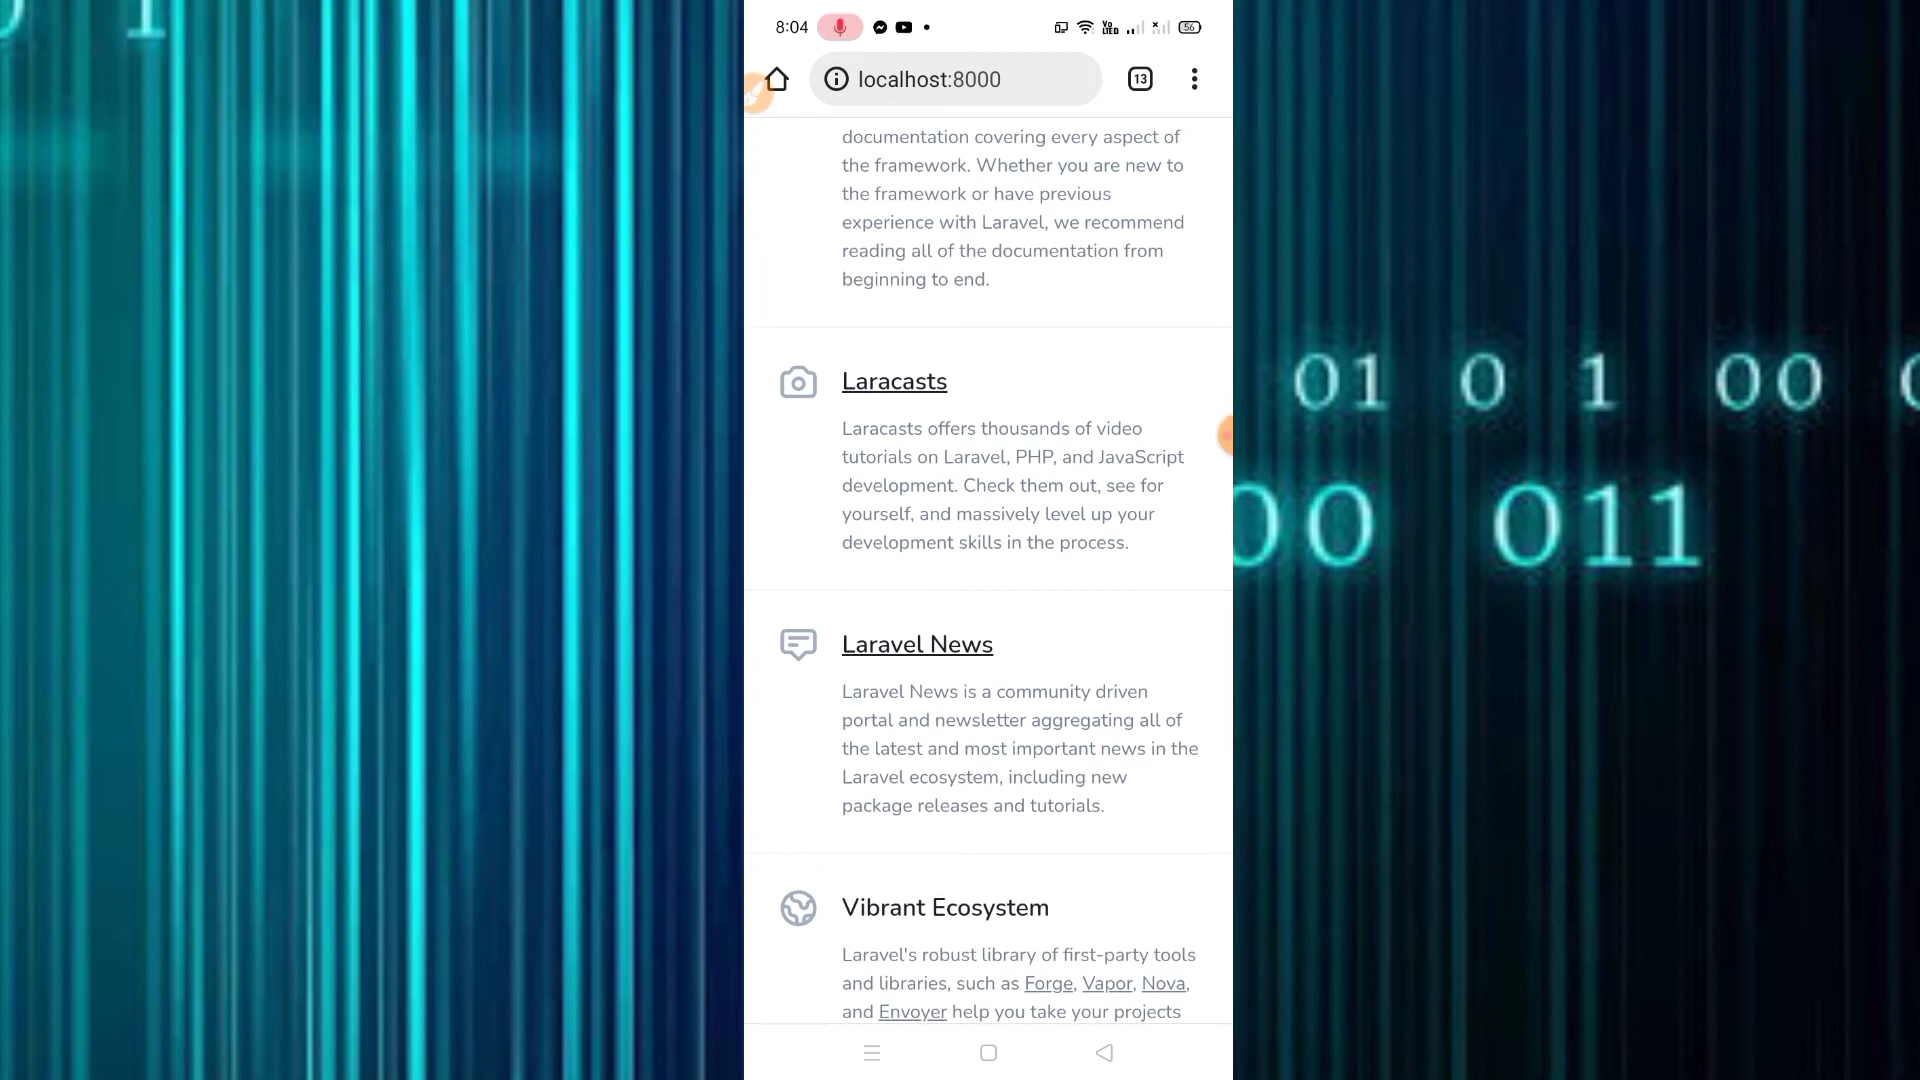 8:04
VoLTED
56
localhost:8000
13
documentation covering every aspect of
the framework. Whether you are new to
the framework or have previous
experience with Laravel, we recommend
reading all of the documentation from
beginning to end.
Laracasts
Laracasts offers thousands of video
tutorials on Laravel, PHP, and JavaScript
development. Check them out, see for
yourself, and massively level up your
development skills in the process.
Laravel News
Laravel News is a community driven
portal and newsletter aggregating all of
the latest and most important news in the
Laravel ecosystem, including new
package releases and tutorials.
Vibrant Ecosystem
Laravel's robust library of first-party tools
and libraries, such as Forge, Vapor, Nova,
and Envoyer help you take your projects
1
01 0 1 00
00 011